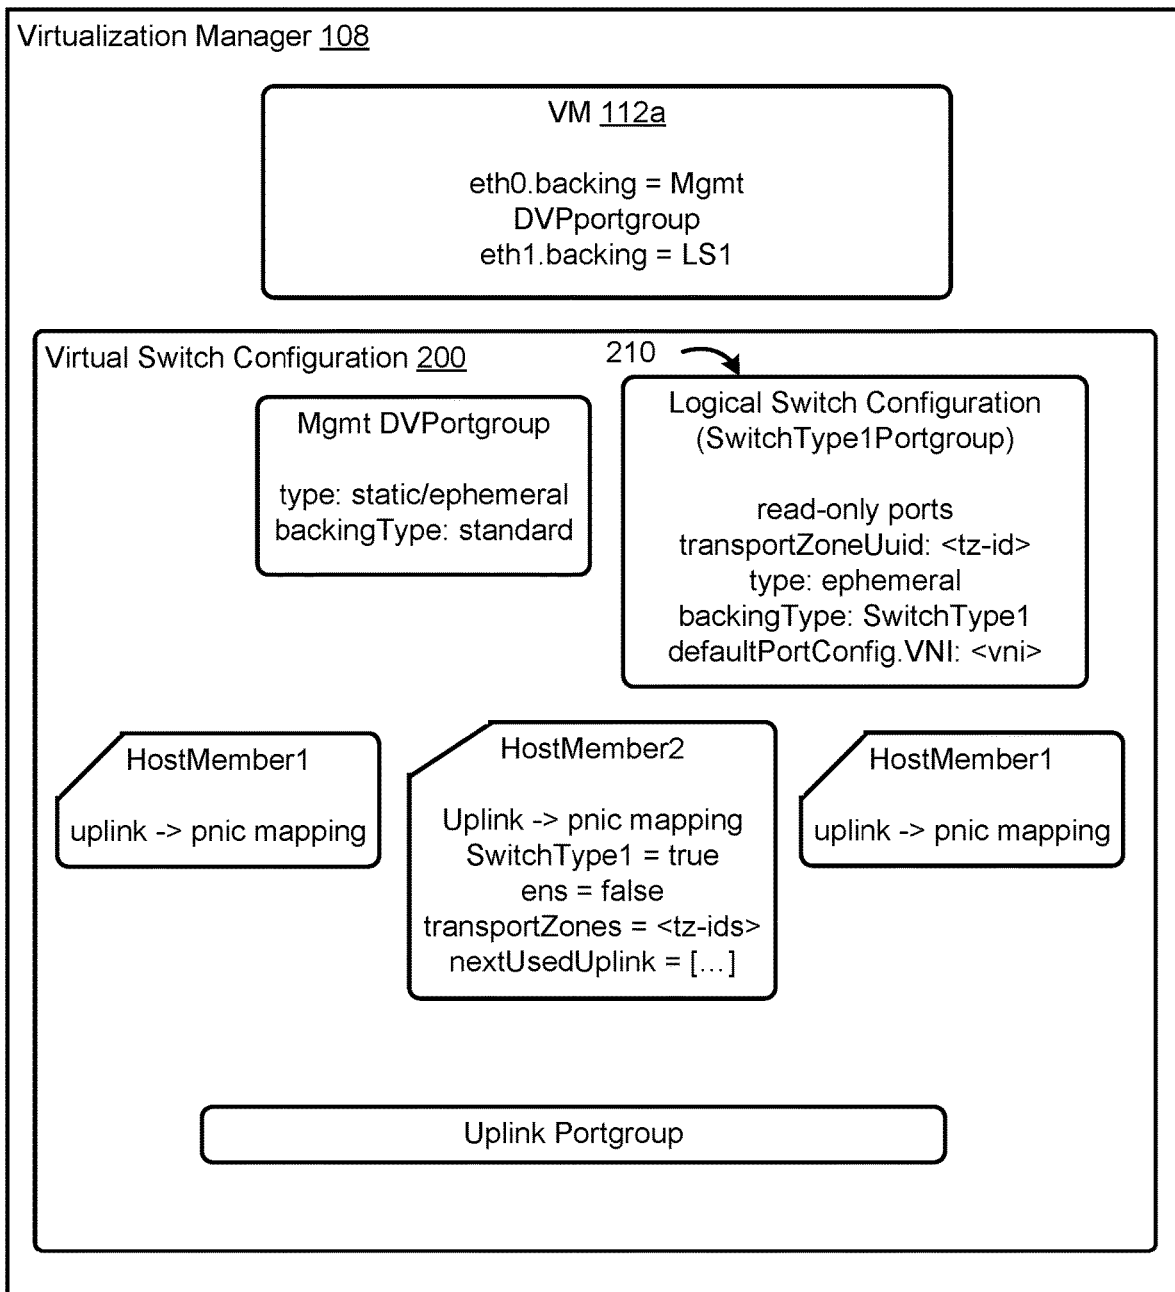 Virtualization Manager 108
VM 112a
eth0.backing = Mgmt
DVPportgroup
eth1.backing = LS1
Virtual Switch Configuration 200
210
Mgmt DVPortgroup
type: static/ephemeral
backingType: standard
Logical Switch Configuration
(SwitchType1Portgroup)
read-only ports
transportZoneUuid: <tz-id>
type: ephemeral
backingType: SwitchType1
defaultPortConfig.VNI: <vni>
HostMember1
uplink -> pnic mapping
HostMember2
Uplink -> pnic mapping
SwitchType1 = true
ens = false
transportZones = <tz-ids>
nextUsedUplink = [...]
HostMember1
uplink -> pnic mapping
Uplink Portgroup